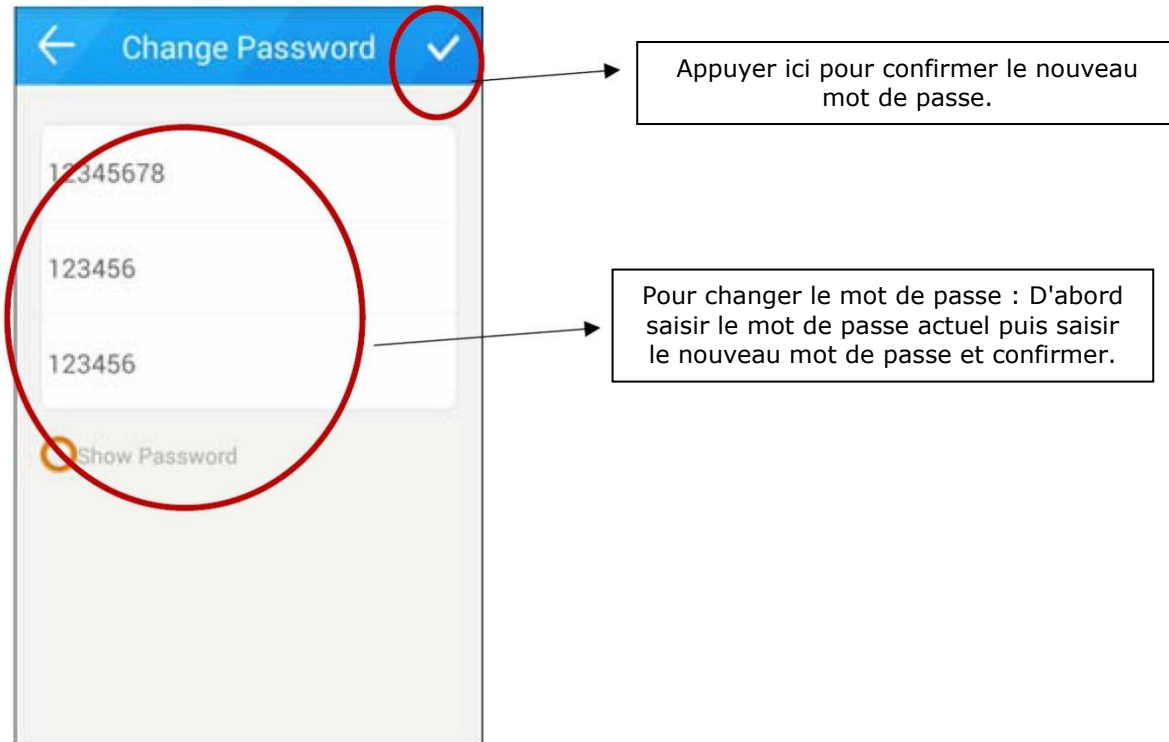 Change Password
Appuyer ici pour confirmer le nouveau
mot de passe.
12345678
123456
123456
Pour changer le mot de passe : D'abord
saisir le mot de passe actuel puis saisir
le nouveau mot de passe et confirmer.
Show Password